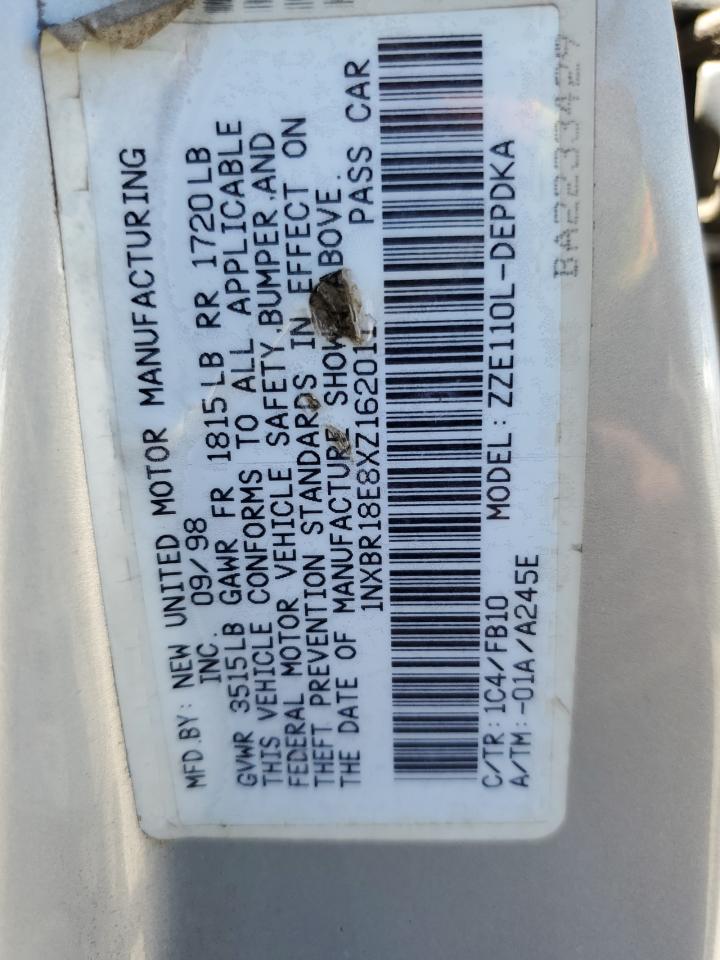 MFD.BY: NEW UNITED MOTOR MANUFACTURING
INC. 09/98
GVWR 3515LB GAWR FR 1815LB RR 1720LB
THIS VEHICLE CONFORMS TO ALL APPLICABLE
FEDERAL MOTOR VEHICLE SAFETY,BUMPER,AND
THEFT PREVENTION STANDARDS IN EFFECT ON
THE DATE OF MANUFACTURE SHOWN ABOVE.
PASS CAR
C/TR: 1C4/FB10 MODEL: ZZE110L-DEPDKA
A/TM:-01A/A245E